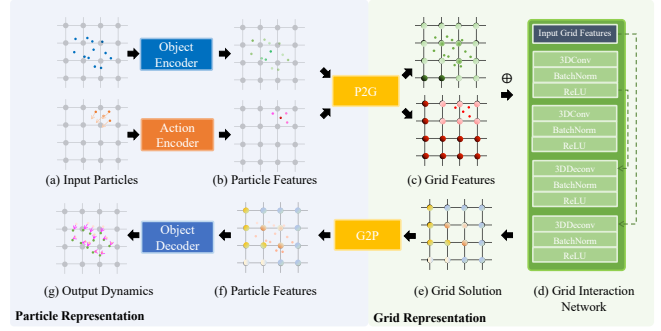 Object
Encoder
Action
Encoder
(a) Input Particles
(b) Particle Features
P2G
(c) Grid Features
⊕
Input Grid Features
3DConv
BatchNorm
ReLU
3DConv
BatchNorm
ReLU
3DDeconv
BatchNorm
ReLU
3DDeconv
BatchNorm
ReLU
(d) Grid Interaction
Network
G2P
(e) Grid Solution
Object
Decoder
(f) Particle Features
(g) Output Dynamics
Particle Representation
Grid Representation